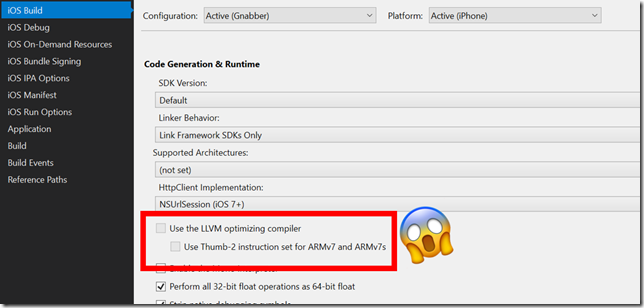 iOS Build
iOS Debug
iOS On-Demand Resources
iOS Bundle Signing
iOS IPA Options
iOS Manifest
iOS Run Options
Application
Build
Build Events
Reference Paths
Configuration: Active (Gnabber) Platform: Active (iPhone)
Code Generation & Runtime
SDK Version:
Default
Linker Behavior:
Link Framework SDKs Only
Supported Architectures:
(not set)
HttpClient Implementation:
NSUrlSession (iOS 7+)
Use the LLVM optimizing compiler
Use Thumb-2 instruction set for ARMv7 and ARMv7s
Perform all 32-bit float operations as 64-bit float